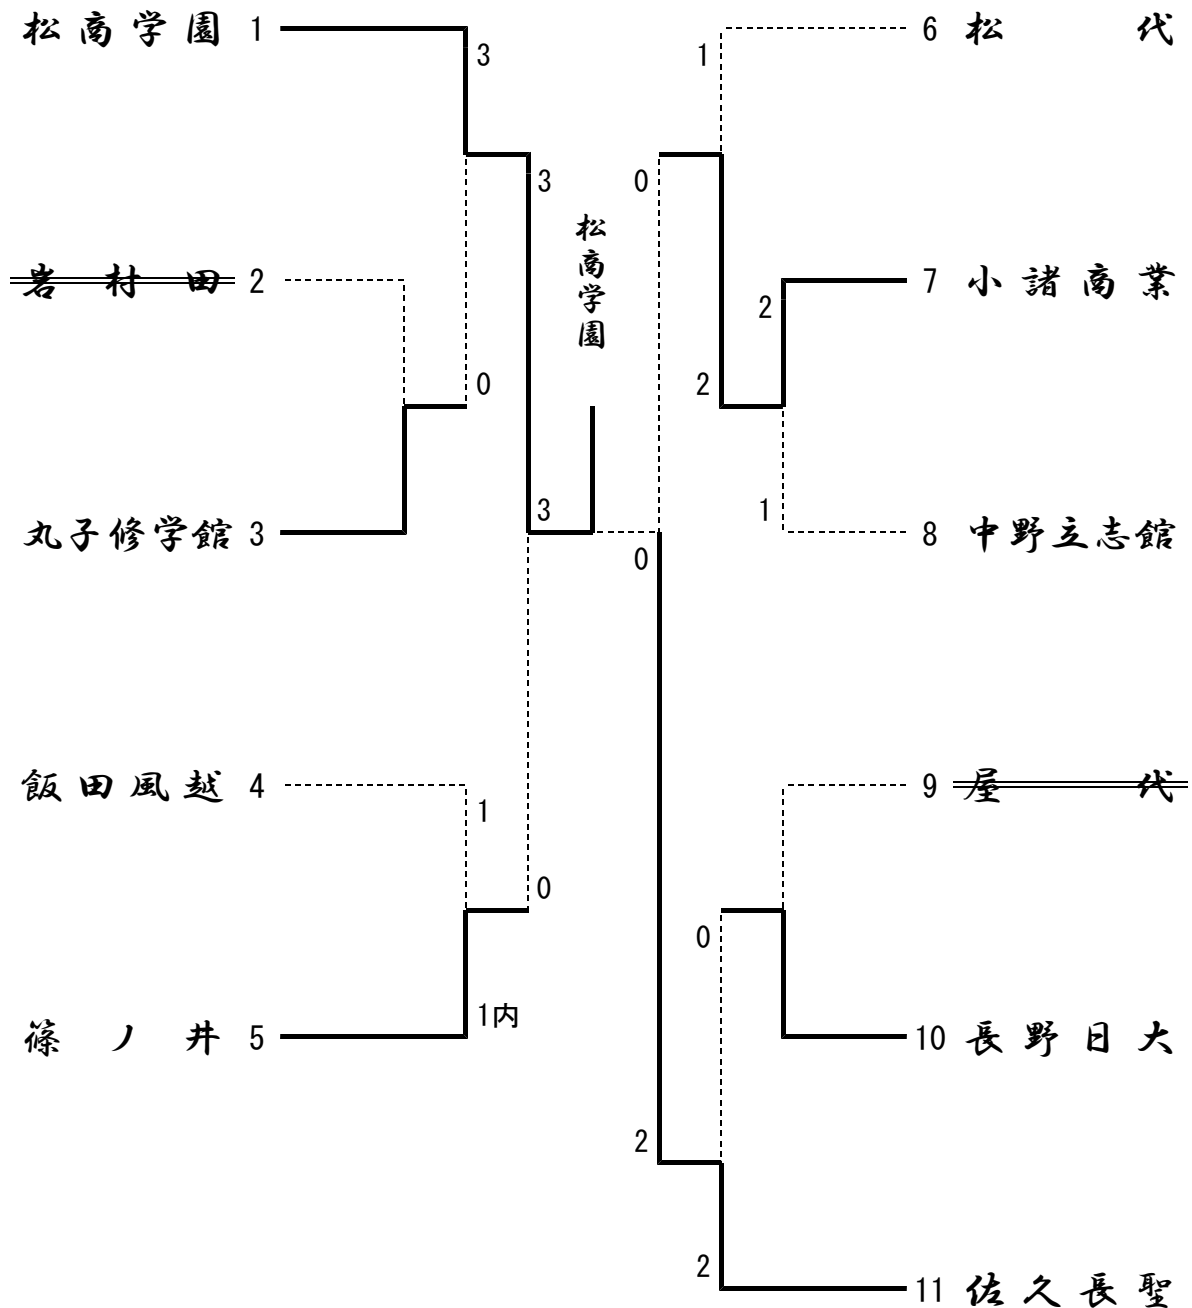 松商学園 1
3
岩村田 2
0
丸子修学館 3
飯田風越 4
1
篠ノ井 5
1内
3
0
3
松商学園
0
0
2
6 松代
1
7 小諸商業
2
2
8 中野立志館
1
9 屋代
0
10 長野日大
11 佐久長聖
2